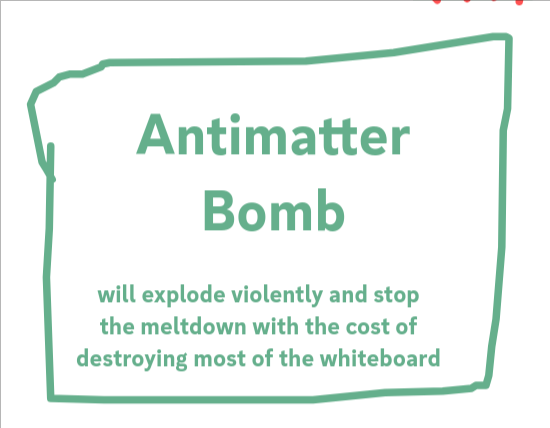 Antimatter
Bomb
will explode violently and stop
the meltdown with the cost of
destroying most of the whiteboard